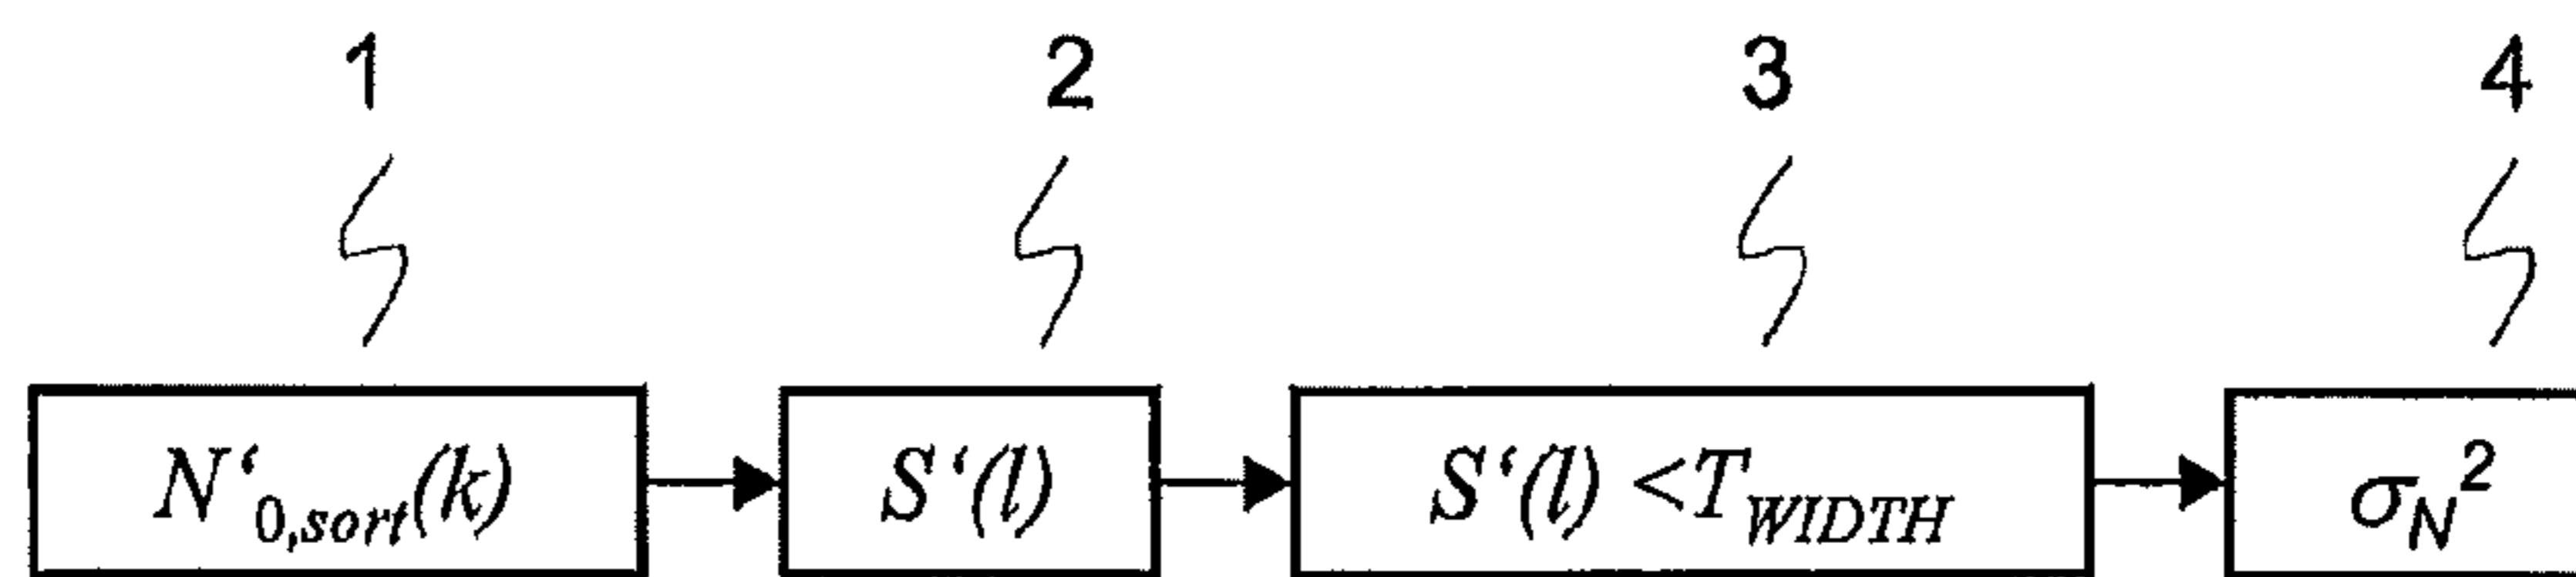 1 2 3 4
N‘0,sort(k) S‘(l) S‘(l) <TWIDTH σN2